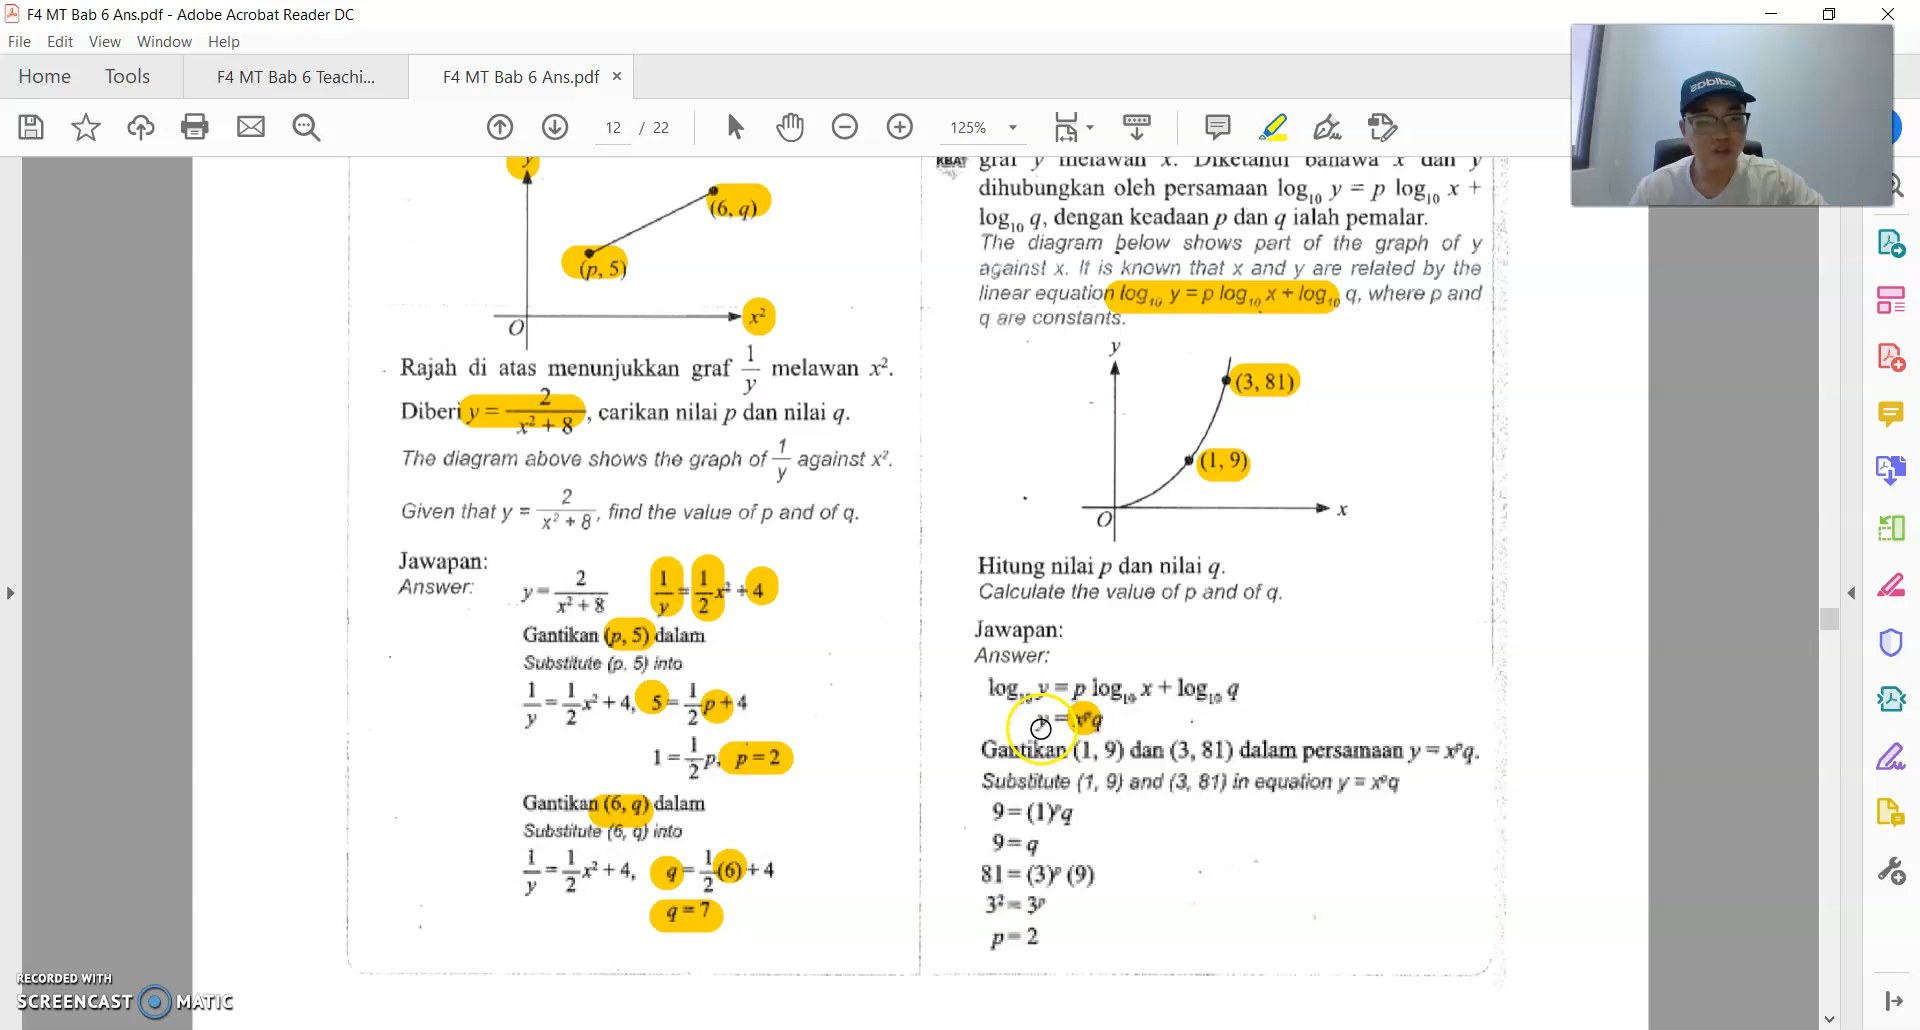 F4 MT Bab 6 Ans.pdf - Adobe Acrobat Reader DC
File Edit View Window Help
Home Tools F4 MT Bab 6 Teachi... F4 MT Bab 6 Ans.pdf ×
12 / 22 125%
y
(6, q)
(p, 5)
x²
O
Rajah di atas menunjukkan graf 1/y melawan x².
Diberi y = 2/(x² + 8), carikan nilai p dan nilai q.
The diagram above shows the graph of 1/y against x².
Given that y = 2/(x² + 8), find the value of p and of q.
Jawapan:
Answer:
y = 2/(x² + 8) 1/y = 1/2 x² + 4
Gantikan (p, 5) dalam
Substitute (p, 5) into
1/y = 1/2 x² + 4, 5 = 1/2 p + 4
1 = 1/2 p, p = 2
Gantikan (6, q) dalam
Substitute (6, q) into
1/y = 1/2 x² + 4, q = 1/2 (6) + 4
q = 7
KBAT graf y melawan x. Diketahui bahawa x dan y
dihubungkan oleh persamaan log₁₀ y = p log₁₀ x +
log₁₀ q, dengan keadaan p dan q ialah pemalar.
The diagram below shows part of the graph of y
against x. It is known that x and y are related by the
linear equation log₁₀ y = p log₁₀ x + log₁₀ q, where p and
q are constants.
y
(3, 81)
(1, 9)
O
x
Hitung nilai p dan nilai q.
Calculate the value of p and of q.
Jawapan:
Answer:
log₁₀ y = p log₁₀ x + log₁₀ q
y = xᵖq
Gantikan (1, 9) dan (3, 81) dalam persamaan y = xᵖq.
Substitute (1, 9) and (3, 81) in equation y = xᵖq
9 = (1)ᵖq
9 = q
81 = (3)ᵖ (9)
3² = 3ᵖ
p = 2
adidas
RECORDED WITH
SCREENCAST MATIC